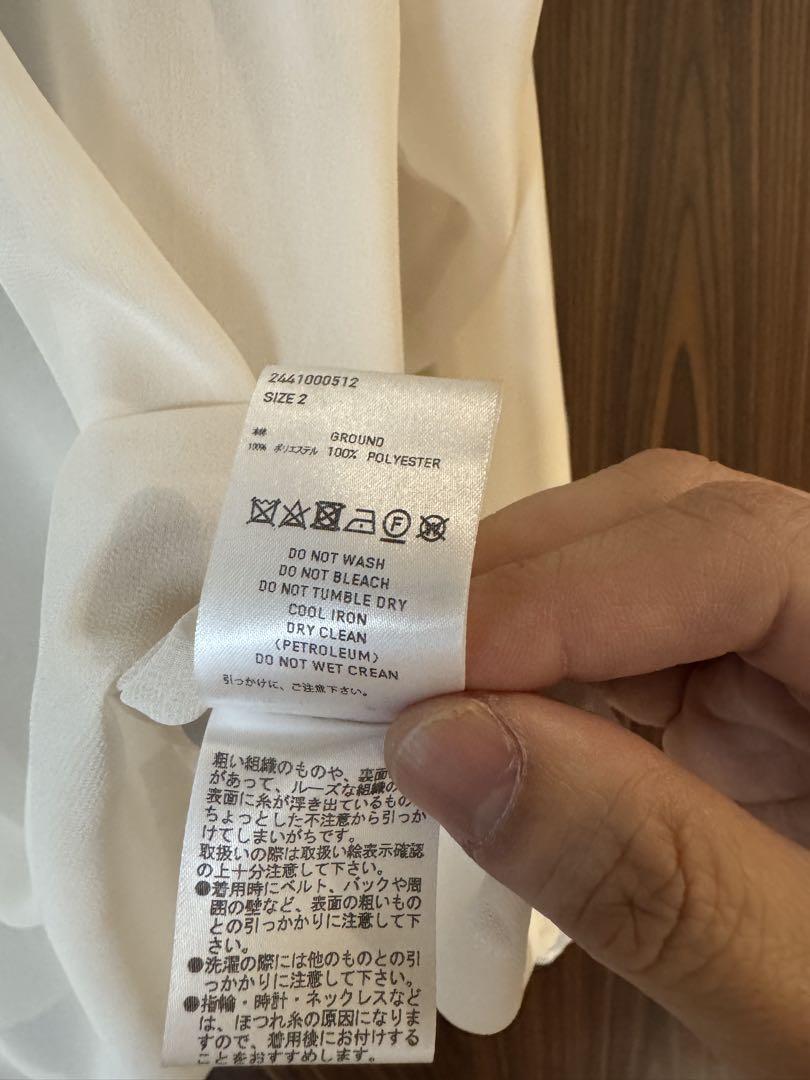 2441000512
SIZE 2
本体 GROUND
100% ポリエステル 100% POLYESTER
F
DO NOT WASH
DO NOT BLEACH
DO NOT TUMBLE DRY
COOL IRON
DRY CLEAN
(PETROLEUM)
DO NOT WET CREAN
引っかけに、ご注意下さい。
粗い組織のものや、裏面
があって、ルーズな組織の
表面に糸が浮き出ているもの
ちょっとした不注意から引っか
けてしまいがちです。
取扱いの際は取扱い絵表示確認
の上十分注意して下さい。
●着用時にベルト、バックや周
囲の壁など、表面の粗いもの
との引っかかりに注意して下
さい。
●洗濯の際には他のものとの引
っかかりに注意して下さい。
●指輪・時計・ネックレスなど
は、ほつれ糸の原因になりま
すので、着用後にお付けする
ことをおすすめします。